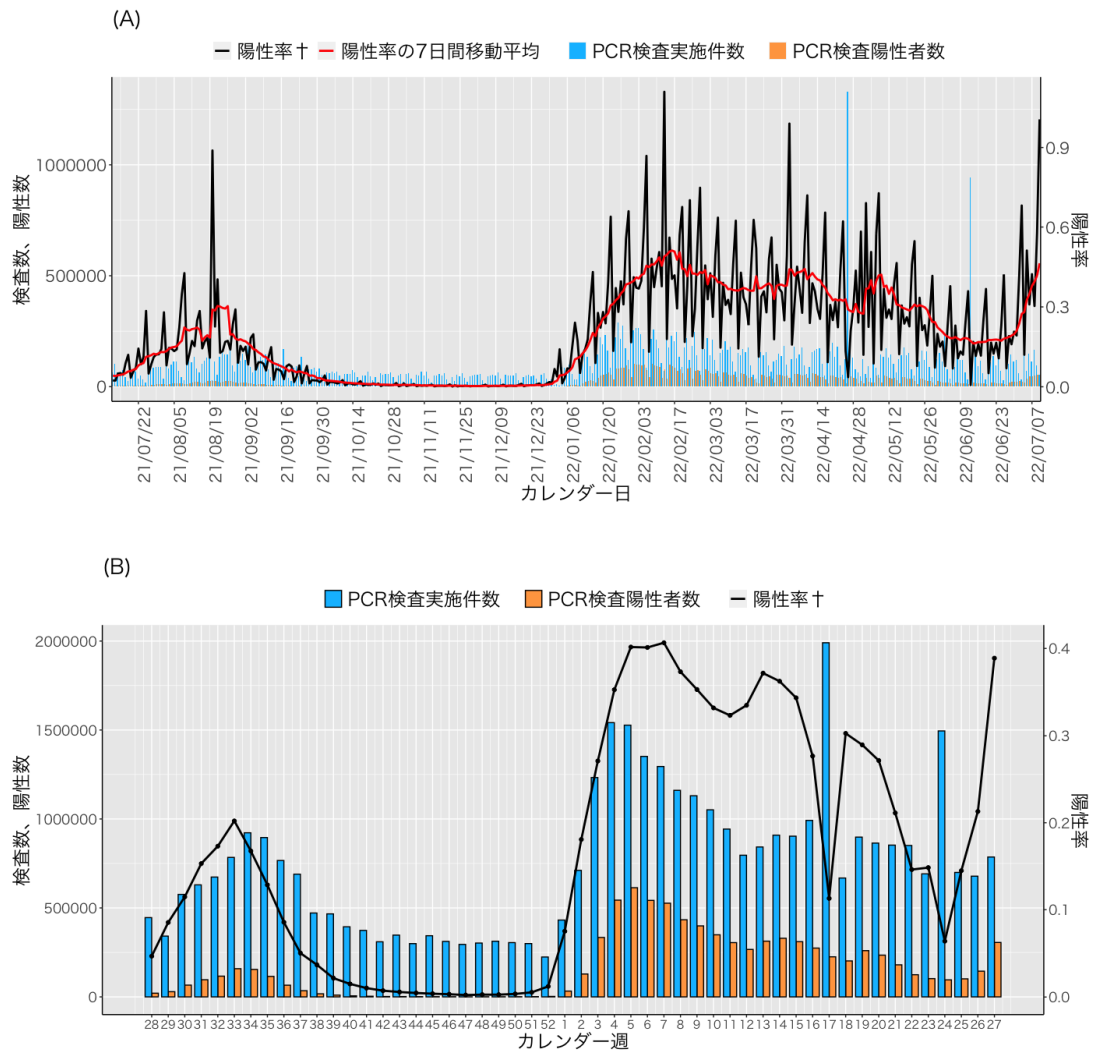 (A)
陽性率† 陽性率の7日間移動平均 PCR検査実施件数 PCR検査陽性者数
検査数、陽性数
1000000
500000
0
0.9
0.6
0.3
0.0
陽性率
21/07/22 21/08/05 21/08/19 21/09/02 21/09/16 21/09/30 21/10/14 21/10/28 21/11/11 21/11/25 21/12/09 21/12/23 22/01/06 22/01/20 22/02/03 22/02/17 22/03/03 22/03/17 22/03/31 22/04/14 22/04/28 22/05/12 22/05/26 22/06/09 22/06/23 22/07/07
カレンダー日
(B)
PCR検査実施件数 PCR検査陽性者数 陽性率†
検査数、陽性数
2000000
1500000
1000000
500000
0
0.4
0.3
0.2
0.1
0.0
陽性率
28 29 30 31 32 33 34 35 36 37 38 39 40 41 42 43 44 45 46 47 48 49 50 51 52 1 2 3 4 5 6 7 8 9 10 11 12 13 14 15 16 17 18 19 20 21 22 23 24 25 26 27
カレンダー週